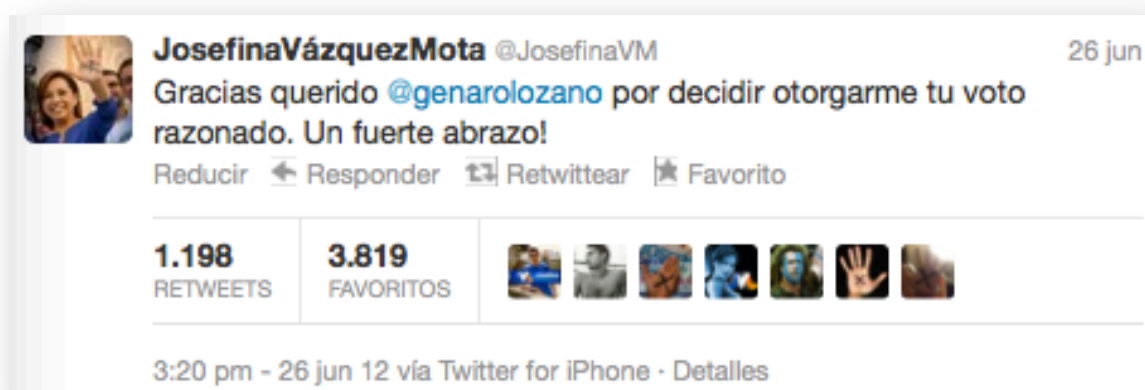 JosefinaVázquezMota @JosefinaVM 26 jun
Gracias querido @genarolozano por decidir otorgarme tu voto
razonado. Un fuerte abrazo!
Reducir Responder Retwittear Favorito
1.198 3.819
RETWEETS FAVORITOS
3:20 pm - 26 jun 12 vía Twitter for iPhone · Detalles